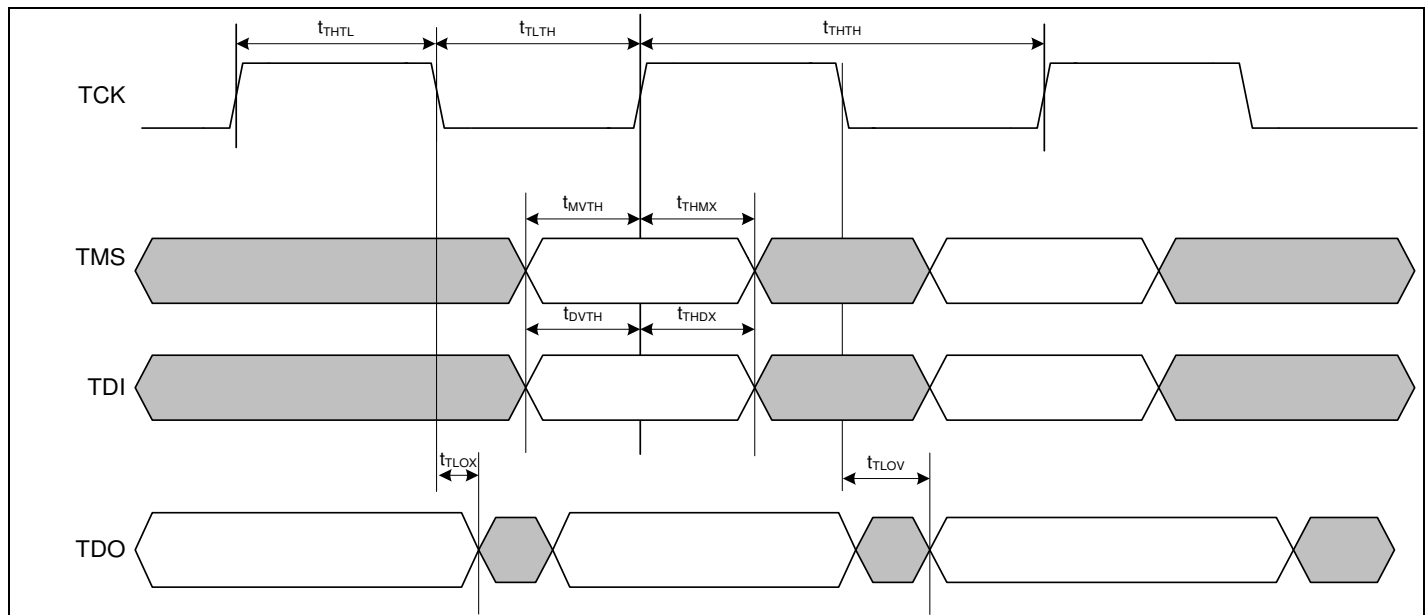 tTHTL tTLTH tTHTH
TCK
tMVTH tTHMX
TMS
tDVTH tTHDX
TDI
tTLOX tTLOV
TDO